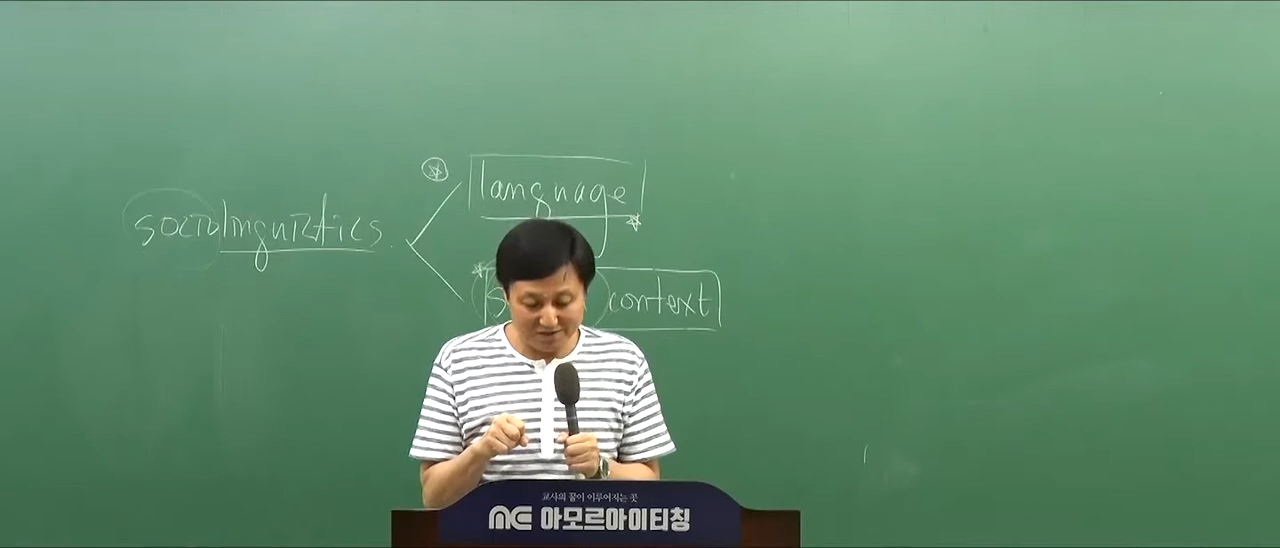 language
sociolinguistics
context
교사의 꿈이 이루어지는 곳
아모르아이티칭